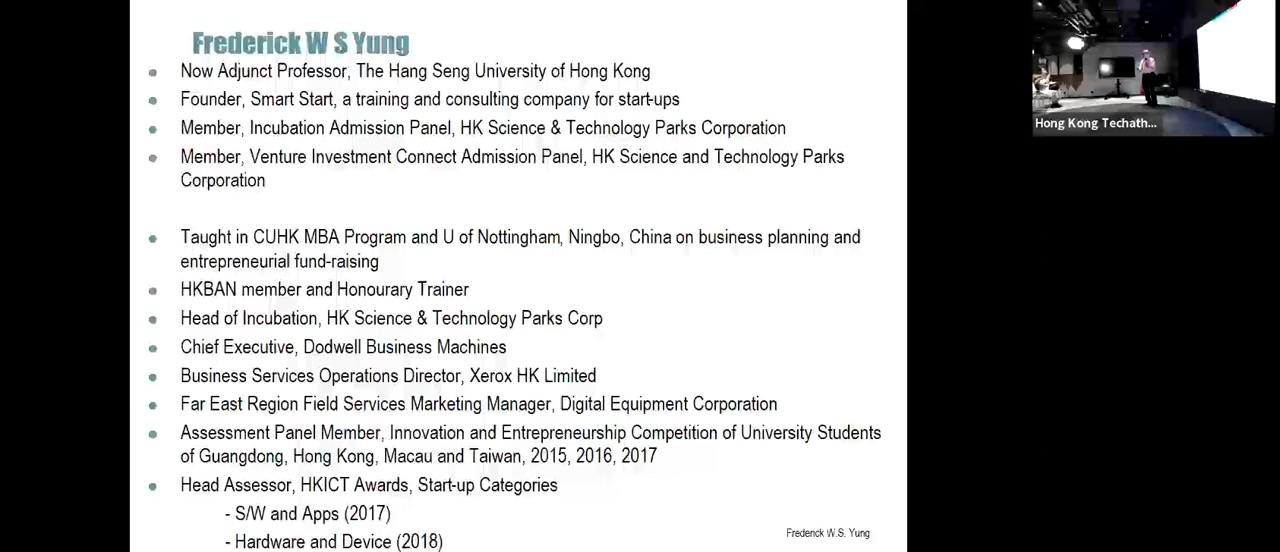 Frederick W S Yung
Now Adjunct Professor, The Hang Seng University of Hong Kong
Founder, Smart Start, a training and consulting company for start-ups
Member, Incubation Admission Panel, HK Science & Technology Parks Corporation
Member, Venture Investment Connect Admission Panel, HK Science and Technology Parks
Corporation
Taught in CUHK MBA Program and U of Nottingham, Ningbo, China on business planning and
entrepreneurial fund-raising
HKBAN member and Honourary Trainer
Head of Incubation, HK Science & Technology Parks Corp
Chief Executive, Dodwell Business Machines
Business Services Operations Director, Xerox HK Limited
Far East Region Field Services Marketing Manager, Digital Equipment Corporation
Assessment Panel Member, Innovation and Entrepreneurship Competition of University Students
of Guangdong, Hong Kong, Macau and Taiwan, 2015, 2016, 2017
Head Assessor, HKICT Awards, Start-up Categories
- S/W and Apps (2017)
- Hardware and Device (2018)
Frederick W.S. Yung
Hong Kong Techath...